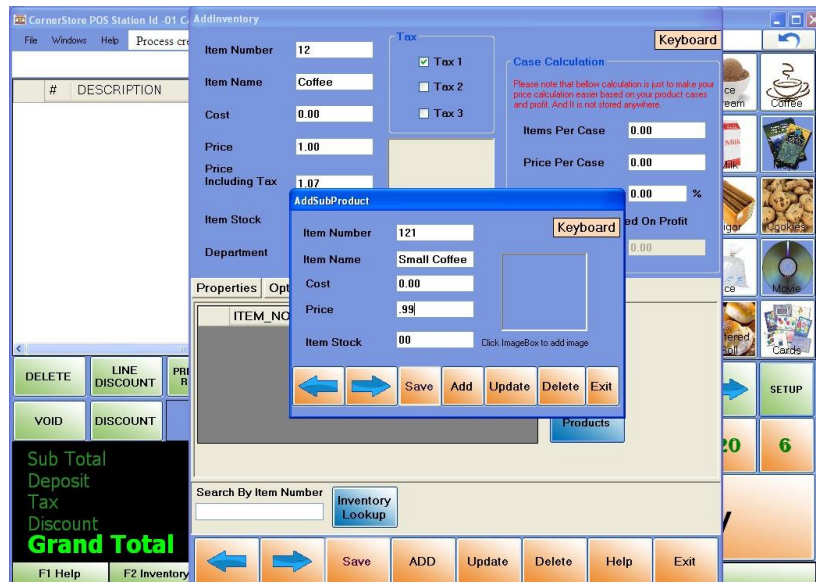 CornerStore POS Station Id -01 C
AddInventory
File Windows Help Process cre
# DESCRIPTION
Item Number 12
Item Name Coffee
Cost 0.00
Price 1.00
Price
Including Tax 1.07
Item Stock
Department
Tax
Tax 1
Tax 2
Tax 3
Keyboard
Case Calculation
Please note that bellow calculation is just to make your
price calculation easier based on your product cases
and profit. And It is not stored anywhere.
Items Per Case 0.00
Price Per Case 0.00
0.00 %
ed On Profit
0.00
Properties Opt
ITEM_NO
AddSubProduct
Item Number 121
Keyboard
Item Name Small Coffee
Cost 0.00
Price .99
Item Stock 00
Click ImageBox to add image
Save Add Update Delete Exit
Products
Search By Item Number
Inventory
Lookup
Save ADD Update Delete Help Exit
DELETE
LINE
DISCOUNT
PRI
R
VOID
DISCOUNT
Sub Total
Deposit
Tax
Discount
Grand Total
F1 Help F2 Inventory
ce
eam
Coffee
Milk
igar
Cookies
ce
Movie
ered
Roll
Cards
SETUP
20
6
y